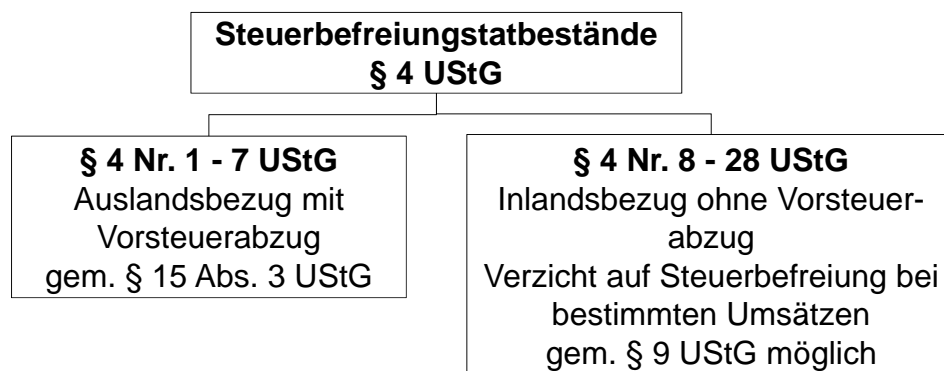 Steuerbefreiungstatbestände
§ 4 UStG
§ 4 Nr. 1 - 7 UStG
Auslandsbezug mit
Vorsteuerabzug
gem. § 15 Abs. 3 UStG
§ 4 Nr. 8 - 28 UStG
Inlandsbezug ohne Vorsteuer-
abzug
Verzicht auf Steuerbefreiung bei
bestimmten Umsätzen
gem. § 9 UStG möglich